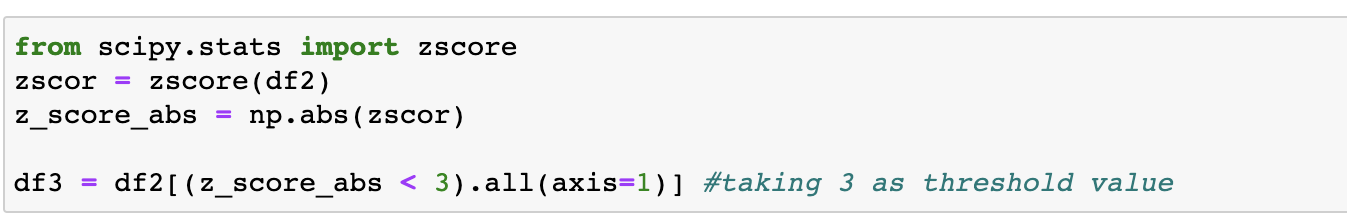 from scipy.stats import zscore
zscor = zscore(df2)
z_score_abs = np.abs(zscor)
df3 = df2[(z_score_abs < 3).all(axis=1)] #taking 3 as threshold value